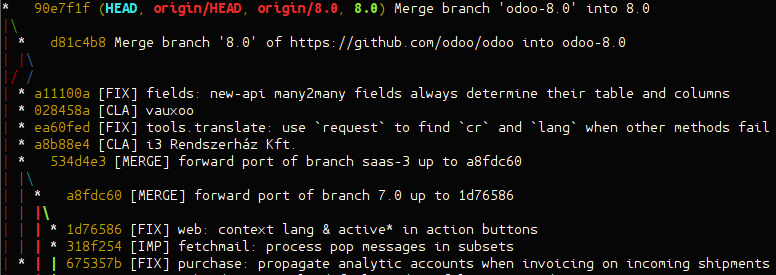 * 90e7f1f (HEAD, origin/HEAD, origin/8.0, 8.0) Merge branch 'odoo-8.0' into 8.0
|\
| * d81c4b8 Merge branch '8.0' of https://github.com/odoo/odoo into odoo-8.0
| |\
|/ /
| * a11100a [FIX] fields: new-api many2many fields always determine their table and columns
| * 028458a [CLA] vauxoo
| * ea60fed [FIX] tools.translate: use `request` to find `cr` and `lang` when other methods fail
| * a8b88e4 [CLA] i3 Rendszerház Kft.
| * 534d4e3 [MERGE] forward port of branch saas-3 up to a8fdc60
| |\
| | * a8fdc60 [MERGE] forward port of branch 7.0 up to 1d76586
| | |\
| | | * 1d76586 [FIX] web: context lang & active* in action buttons
| | | * 318f254 [IMP] fetchmail: process pop messages in subsets
| * | | 675357b [FIX] purchase: propagate analytic accounts when invoicing on incoming shipments